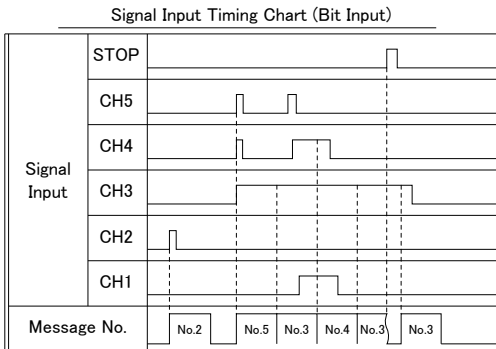 Signal Input Timing Chart (Bit Input)
STOP
CH5
CH4
Signal
Input
CH3
CH2
CH1
Message No.
No.2
No.5
No.3
No.4
No.3
No.3